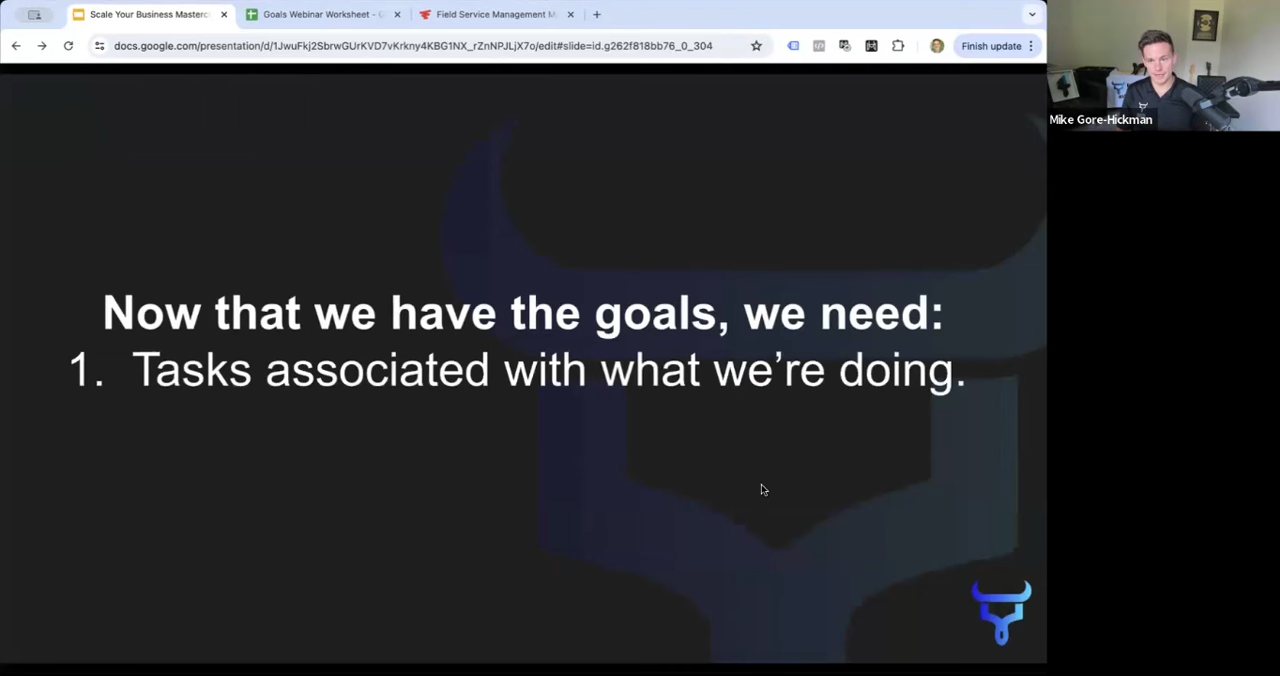 Scale Your Business Masterc
Goals Webinar Worksheet - G
Field Service Management M
docs.google.com/presentation/d/1JwuFkj2SbrwGUrKVD7vKrkny4KBG1NX_rZnNPJLjX7o/edit#slide=id.g262f818bb76_0_304
Finish update
Mike Gore-Hickman
Now that we have the goals, we need:
1. Tasks associated with what we’re doing.